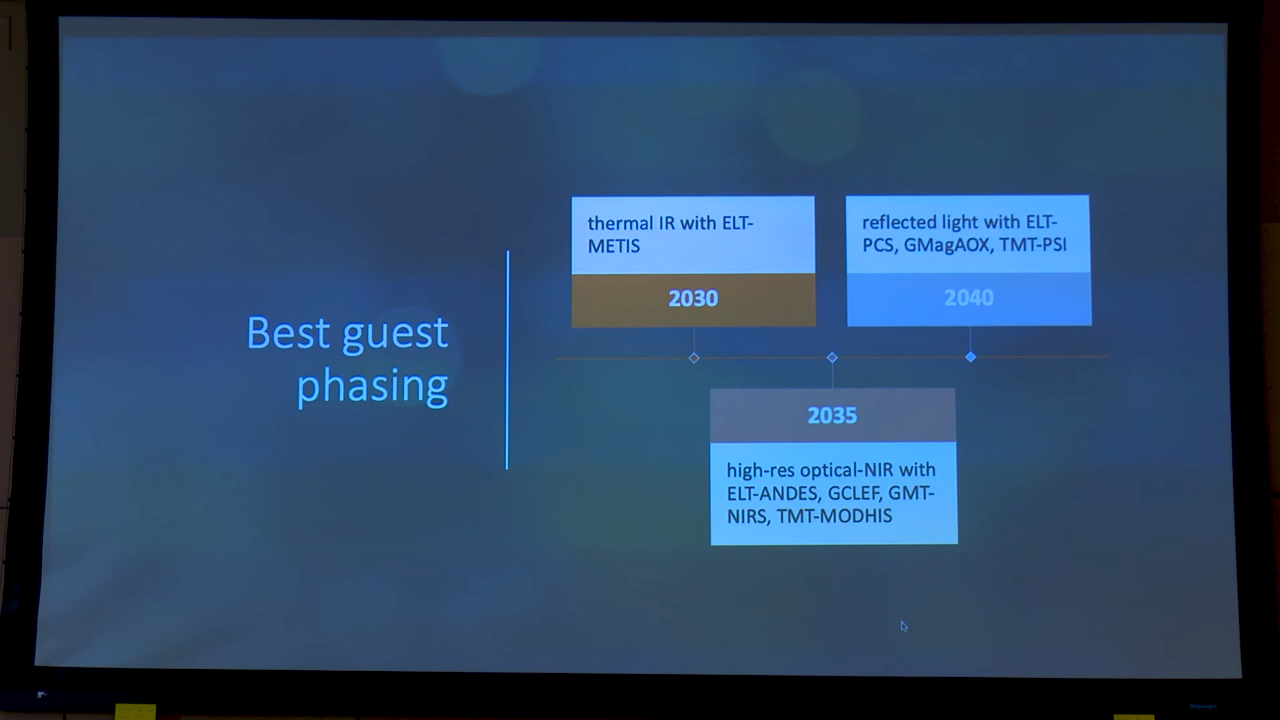 Best guest
phasing
thermal IR with ELT-
METIS
2030
reflected light with ELT-
PCS, GMagAOX, TMT-PSI
2040
2035
high-res optical-NIR with
ELT-ANDES, GCLEF, GMT-
NIRS, TMT-MODHIS